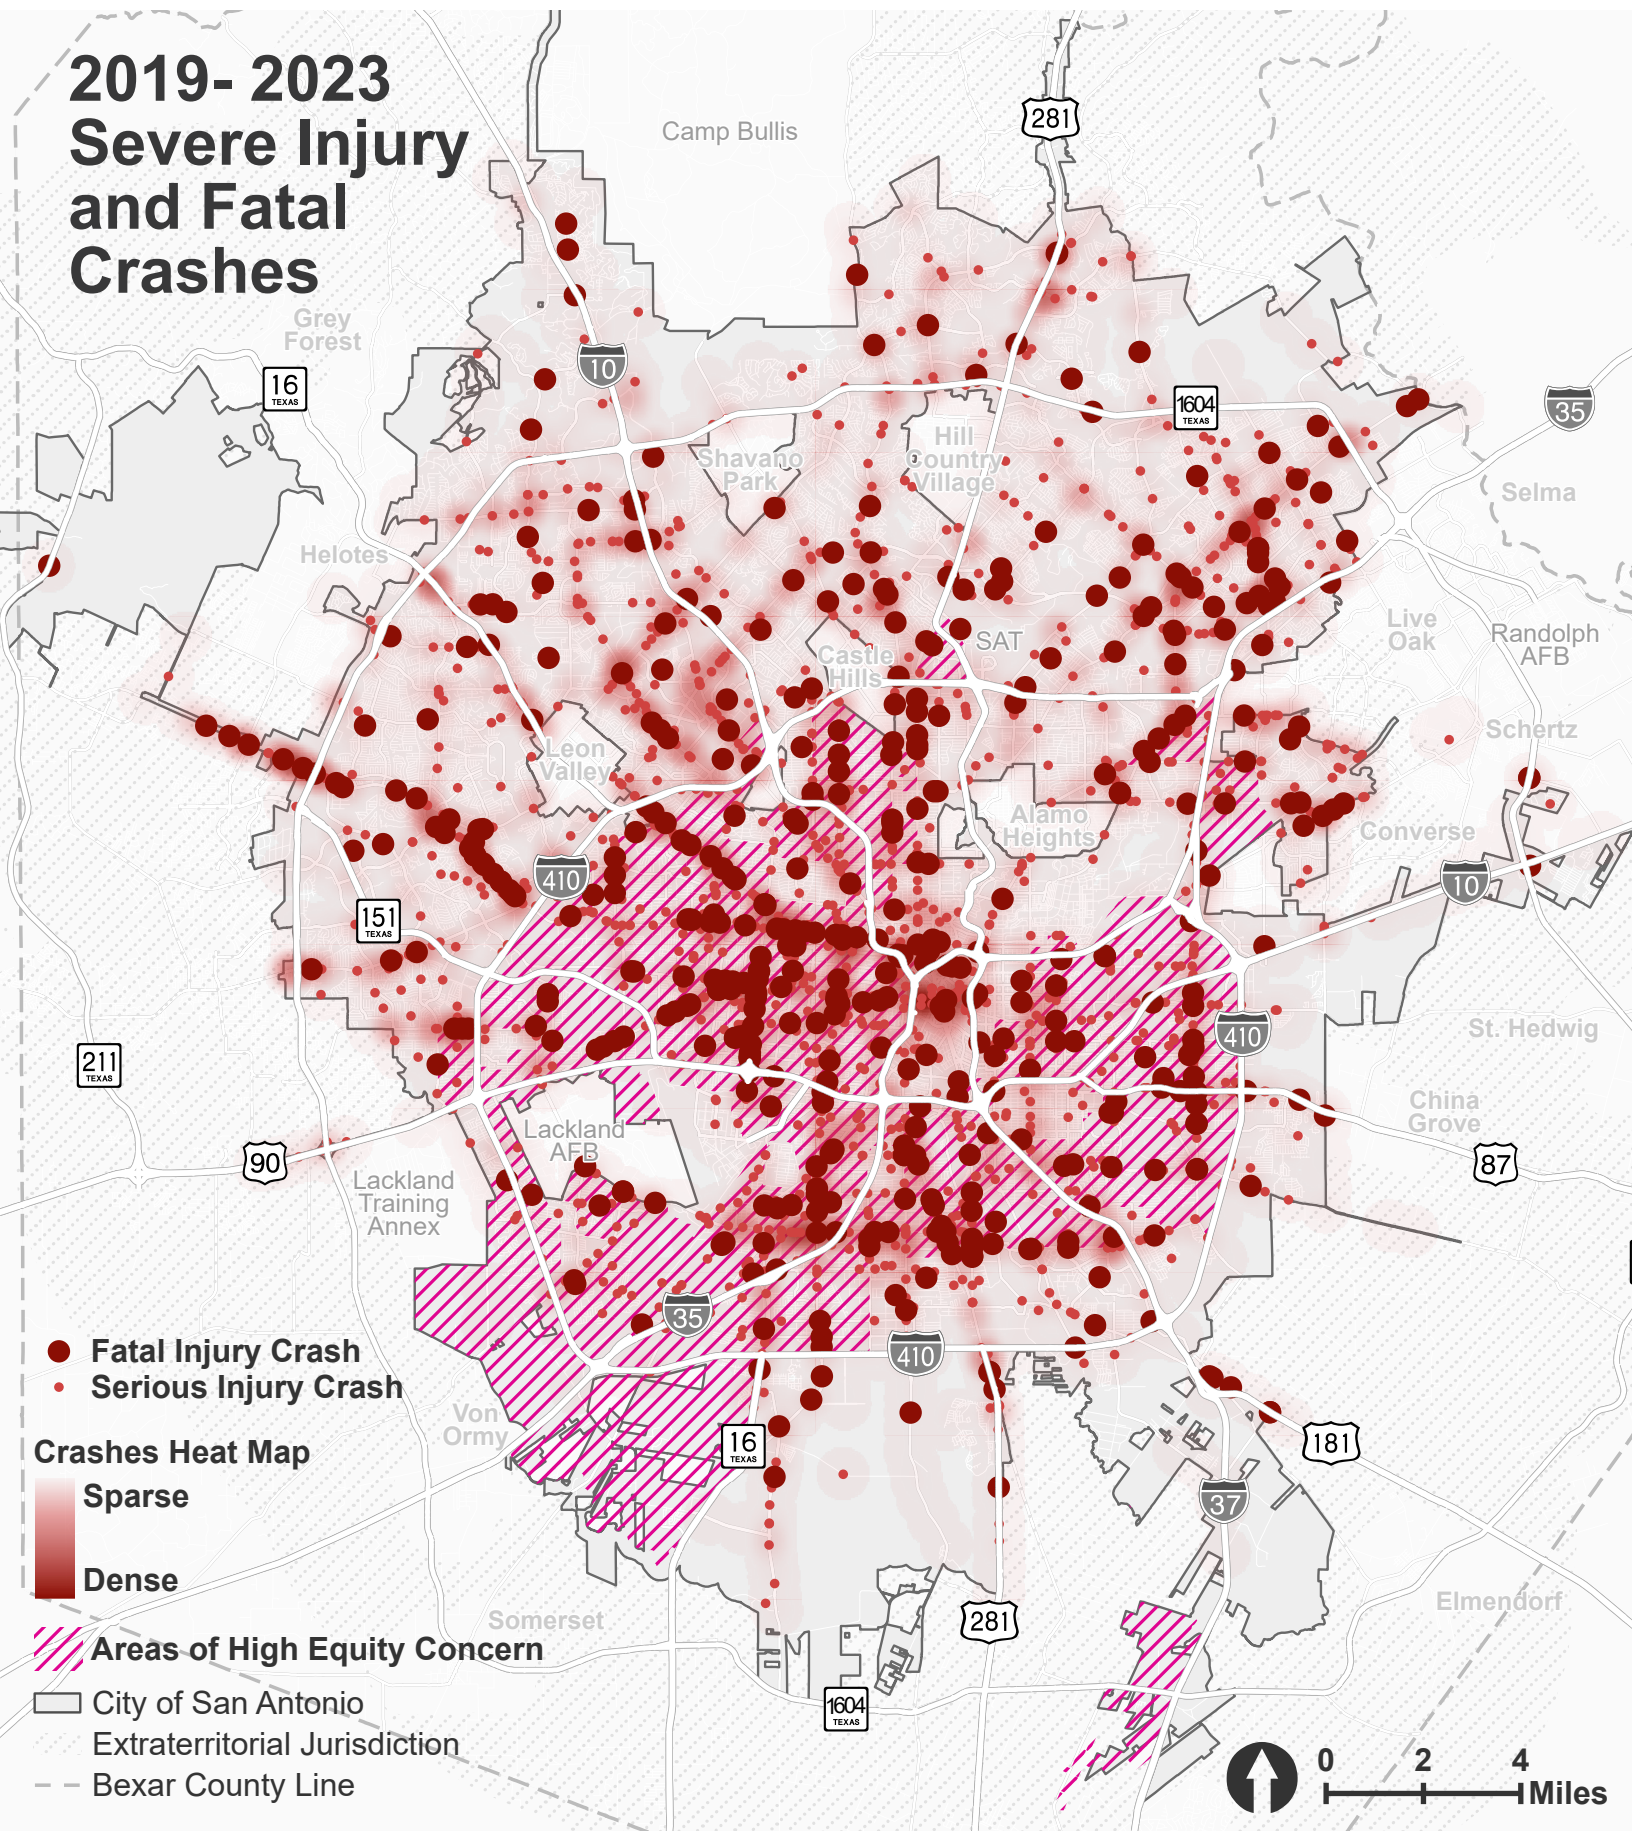 2019- 2023
Severe Injury
and Fatal
Crashes
Camp Bullis
281
Grey
Forest
10
16
TEXAS
1604
TEXAS
35
Hill
Country
Village
Shavano
Park
Selma
Helotes
Live
Oak
Randolph
AFB
SAT
Castle
Hills
Schertz
Leon
Valley
Alamo
Heights
Converse
410
10
151
TEXAS
St. Hedwig
410
211
TEXAS
China
Grove
Lackland
AFB
90
87
Lackland
Training
Annex
35
410
Fatal Injury Crash
Serious Injury Crash
Von
Ormy
16
TEXAS
181
Crashes Heat Map
Sparse
Dense
37
Elmendorf
Somerset
281
Areas of High Equity Concern
City of San Antonio
Extraterritorial Jurisdiction
Bexar County Line
1604
TEXAS
0 2 4
Miles